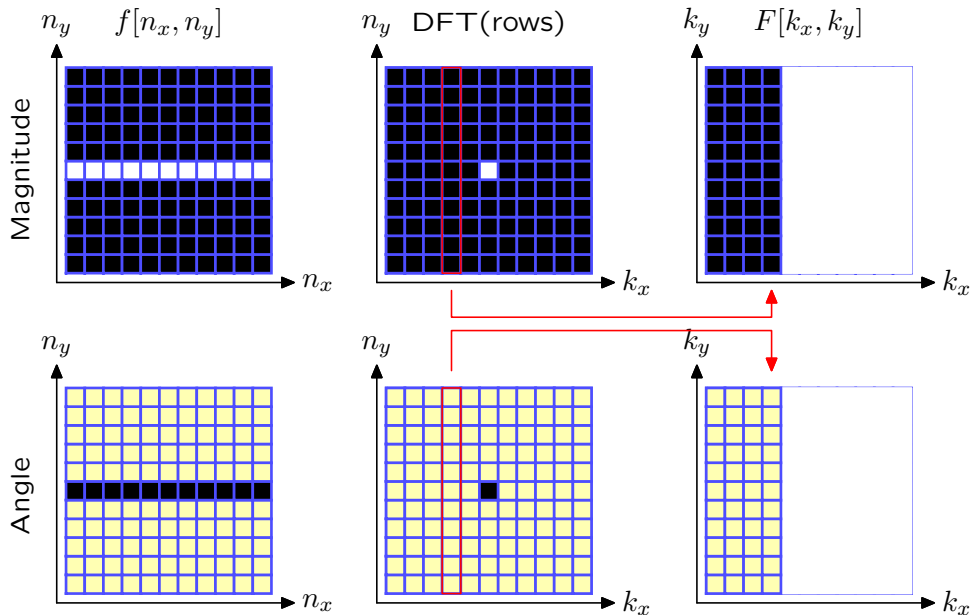 n_y f[n_x, n_y] n_y DFT(rows) k_y F[k_x, k_y]
Magnitude
n_x k_x k_x
n_y n_y k_y
Angle
n_x k_x k_x